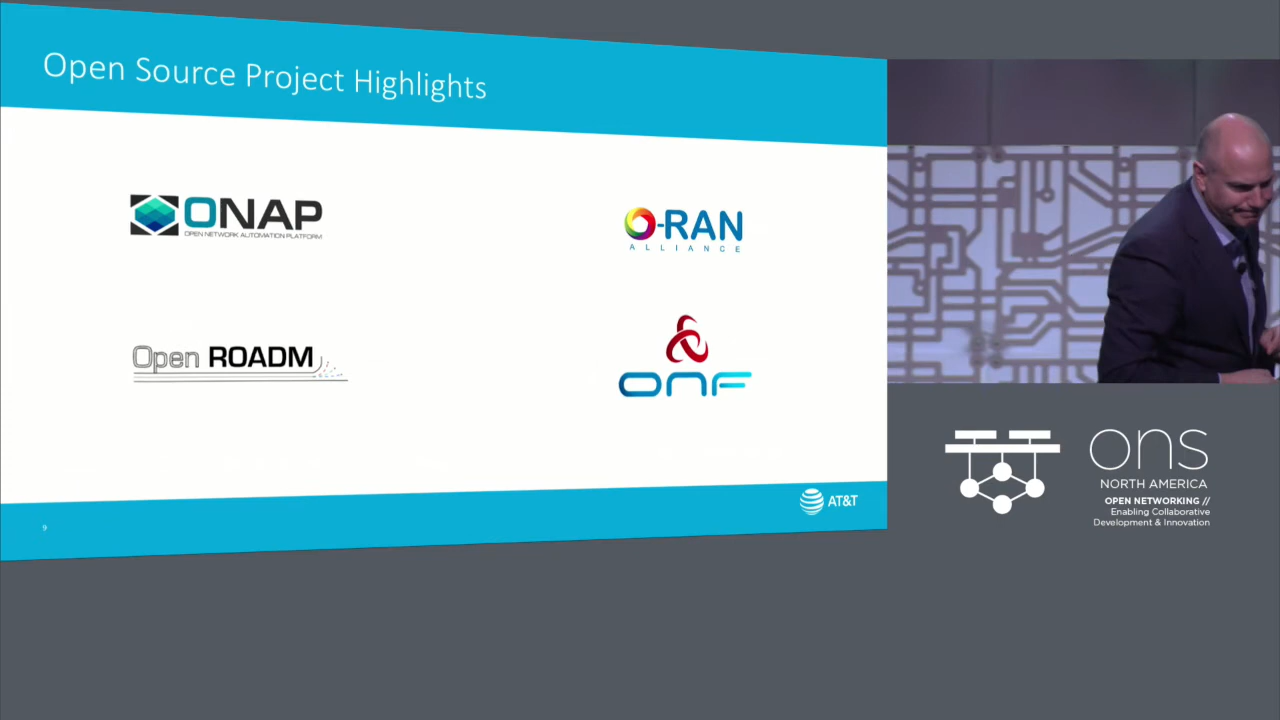 Open Source Project Highlights
ONAP
OPEN NETWORK AUTOMATION PLATFORM
O-RAN
ALLIANCE
Open ROADM
ONF
AT&T
9
ons
NORTH AMERICA
OPEN NETWORKING //
Enabling Collaborative
Development & Innovation